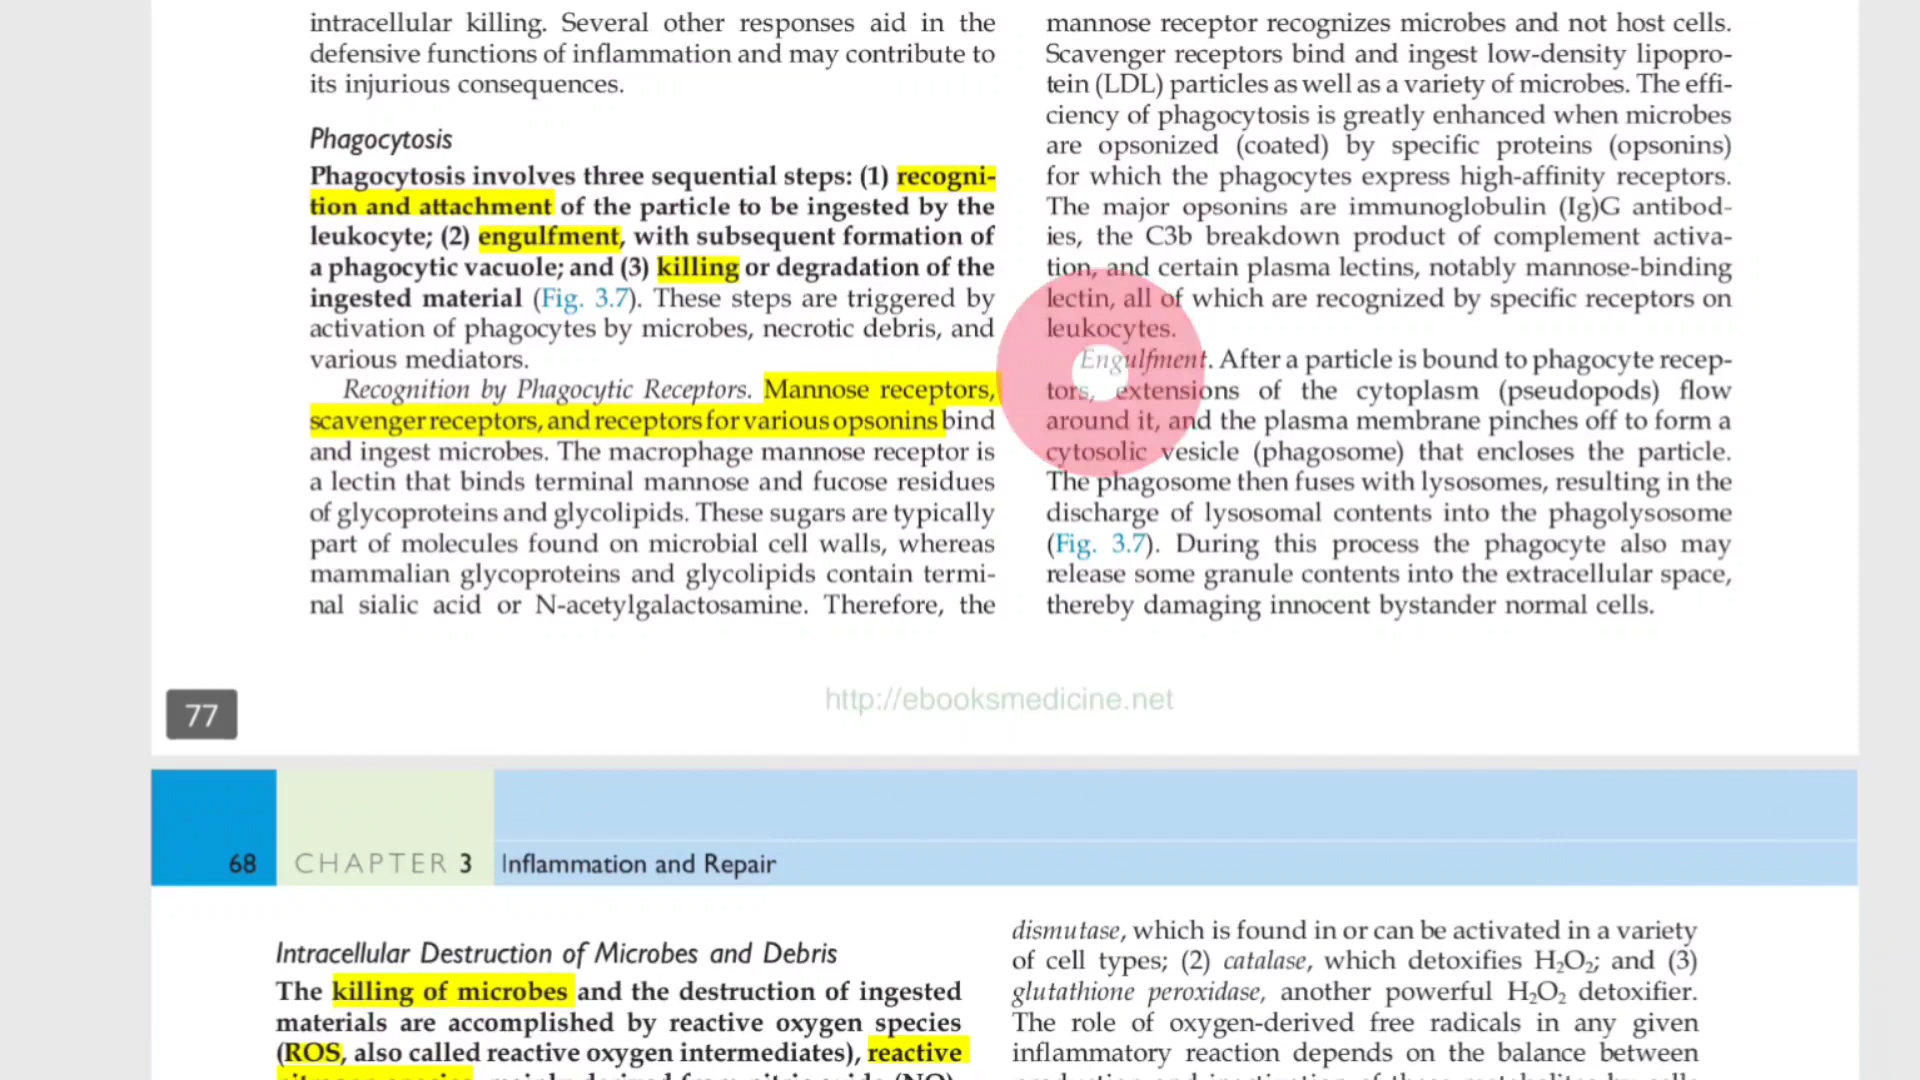 intracellular killing. Several other responses aid in the
defensive functions of inflammation and may contribute to
its injurious consequences.
Phagocytosis
Phagocytosis involves three sequential steps: (1) recogni-
tion and attachment of the particle to be ingested by the
leukocyte; (2) engulfment, with subsequent formation of
a phagocytic vacuole; and (3) killing or degradation of the
ingested material (Fig. 3.7). These steps are triggered by
activation of phagocytes by microbes, necrotic debris, and
various mediators.
Recognition by Phagocytic Receptors. Mannose receptors,
scavenger receptors, and receptors for various opsonins bind
and ingest microbes. The macrophage mannose receptor is
a lectin that binds terminal mannose and fucose residues
of glycoproteins and glycolipids. These sugars are typically
part of molecules found on microbial cell walls, whereas
mammalian glycoproteins and glycolipids contain termi-
nal sialic acid or N-acetylgalactosamine. Therefore, the
mannose receptor recognizes microbes and not host cells.
Scavenger receptors bind and ingest low-density lipopro-
tein (LDL) particles as well as a variety of microbes. The effi-
ciency of phagocytosis is greatly enhanced when microbes
are opsonized (coated) by specific proteins (opsonins)
for which the phagocytes express high-affinity receptors.
The major opsonins are immunoglobulin (Ig)G antibod-
ies, the C3b breakdown product of complement activa-
tion, and certain plasma lectins, notably mannose-binding
lectin, all of which are recognized by specific receptors on
leukocytes.
Engulfment. After a particle is bound to phagocyte recep-
tors, extensions of the cytoplasm (pseudopods) flow
around it, and the plasma membrane pinches off to form a
cytosolic vesicle (phagosome) that encloses the particle.
The phagosome then fuses with lysosomes, resulting in the
discharge of lysosomal contents into the phagolysosome
(Fig. 3.7). During this process the phagocyte also may
release some granule contents into the extracellular space,
thereby damaging innocent bystander normal cells.
http://ebooksmedicine.net
77
68 CHAPTER 3 Inflammation and Repair
Intracellular Destruction of Microbes and Debris
The killing of microbes and the destruction of ingested
materials are accomplished by reactive oxygen species
(ROS, also called reactive oxygen intermediates), reactive
dismutase, which is found in or can be activated in a variety
of cell types; (2) catalase, which detoxifies H₂O₂; and (3)
glutathione peroxidase, another powerful H₂O₂ detoxifier.
The role of oxygen-derived free radicals in any given
inflammatory reaction depends on the balance between